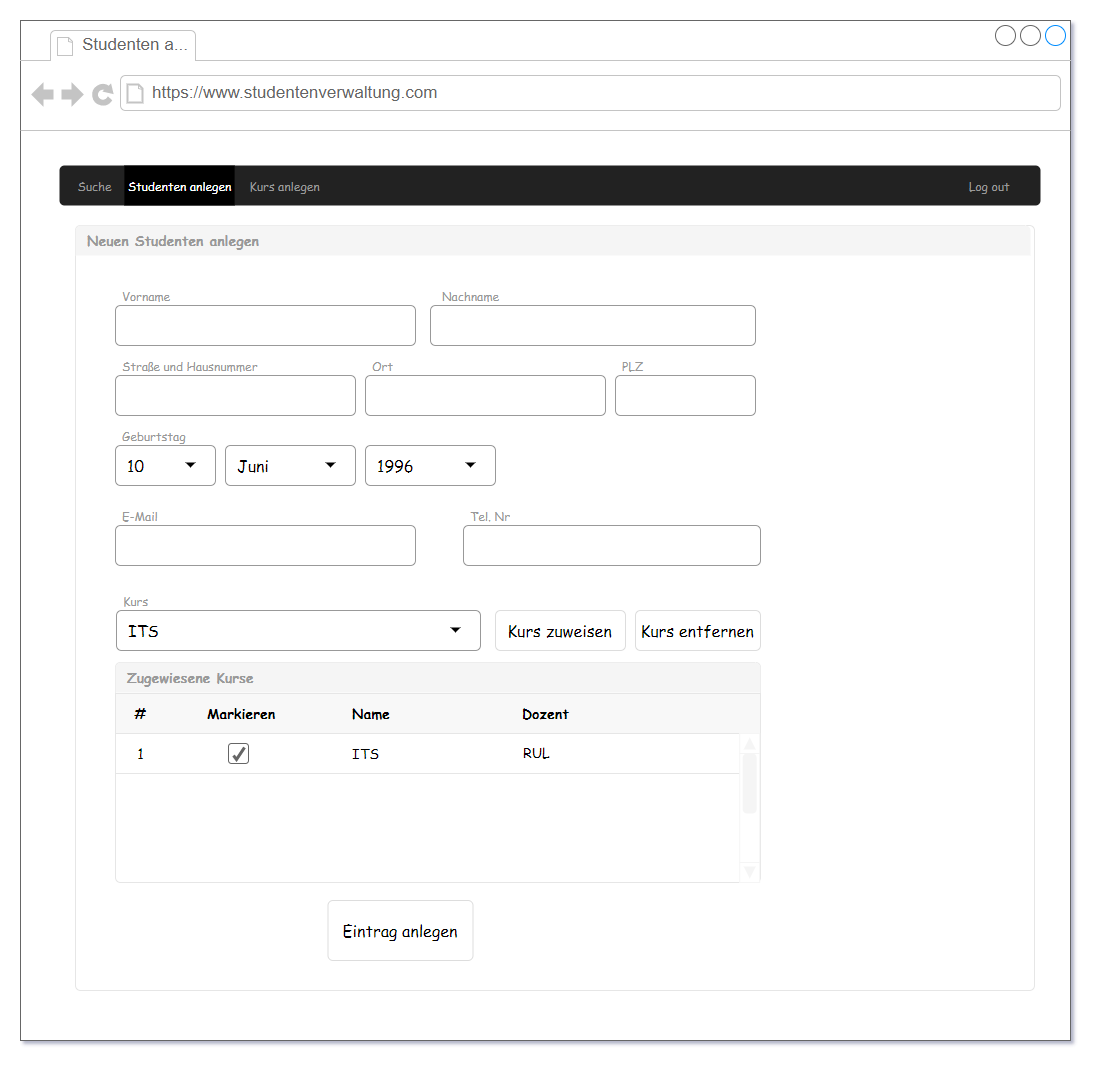 Studenten a...
https://www.studentenverwaltung.com
Suche Studenten anlegen Kurs anlegen Log out
Neuen Studenten anlegen
Vorname Nachname
Straße und Hausnummer Ort PLZ
Geburtstag
10 Juni 1996
E-Mail Tel. Nr
Kurs
ITS Kurs zuweisen Kurs entfernen
Zugewiesene Kurse
# Markieren Name Dozent
1 ITS RUL
Eintrag anlegen